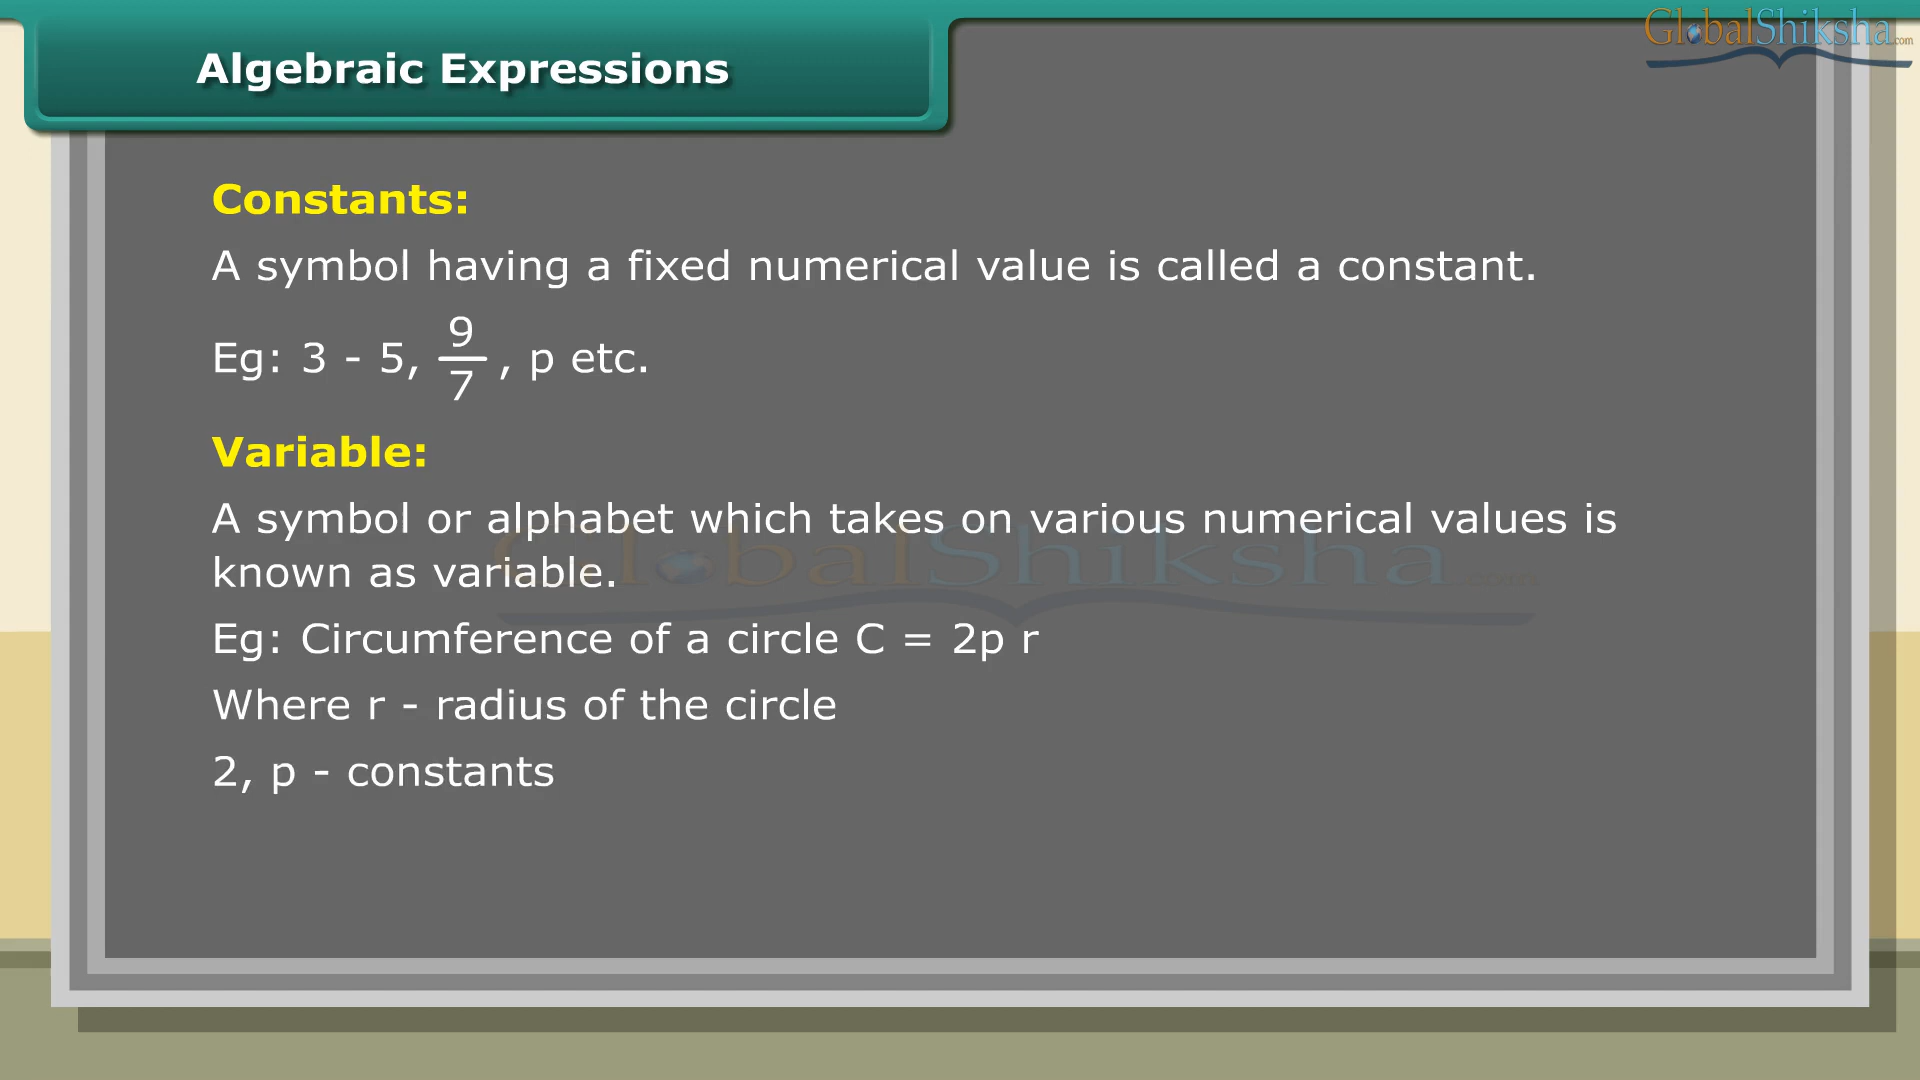 GlobalShiksha.com
Algebraic Expressions
Constants:
A symbol having a fixed numerical value is called a constant.
Eg: 3 - 5, 9/7 , p etc.
Variable:
A symbol or alphabet which takes on various numerical values is
known as variable.
GlobalShiksha.com
Eg: Circumference of a circle C = 2p r
Where r - radius of the circle
2, p - constants